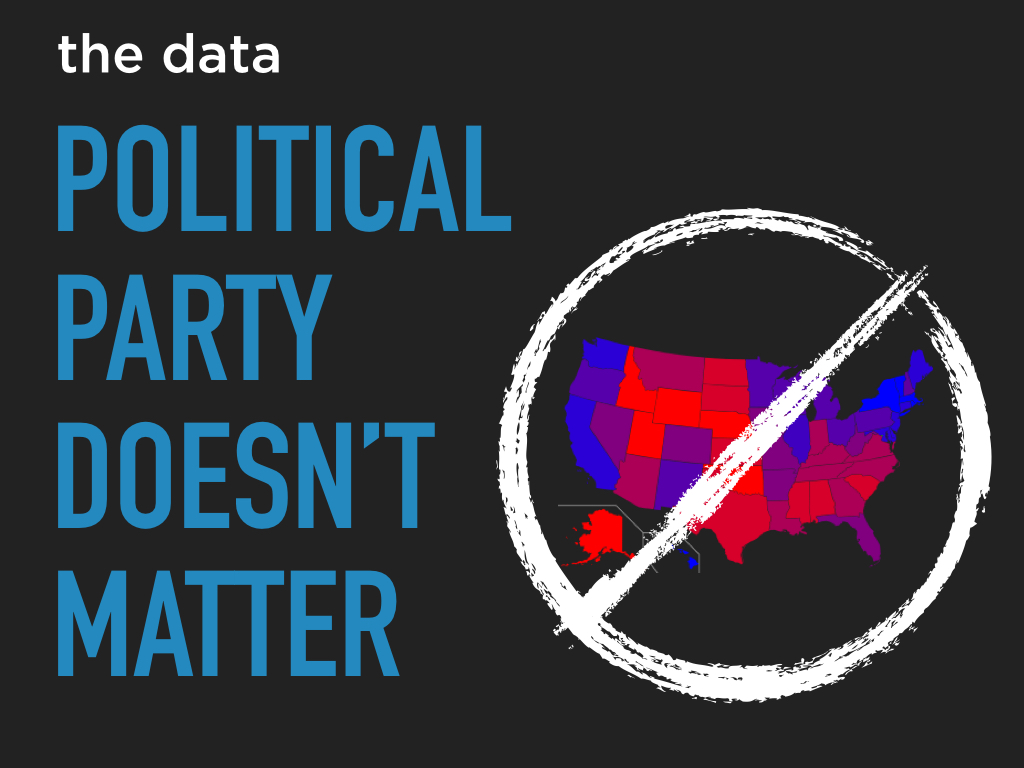 the data
POLITICAL
PARTY
DOESN'T
MATTER